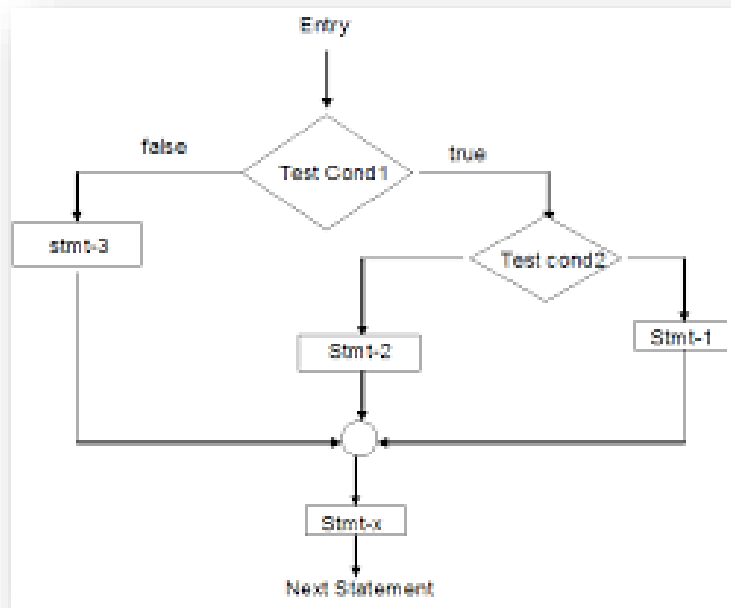 Entry
false
true
Test Cond1
stmt-3
Test cond2
Stmt-2
Stmt-1
Stmt-x
Next Statement